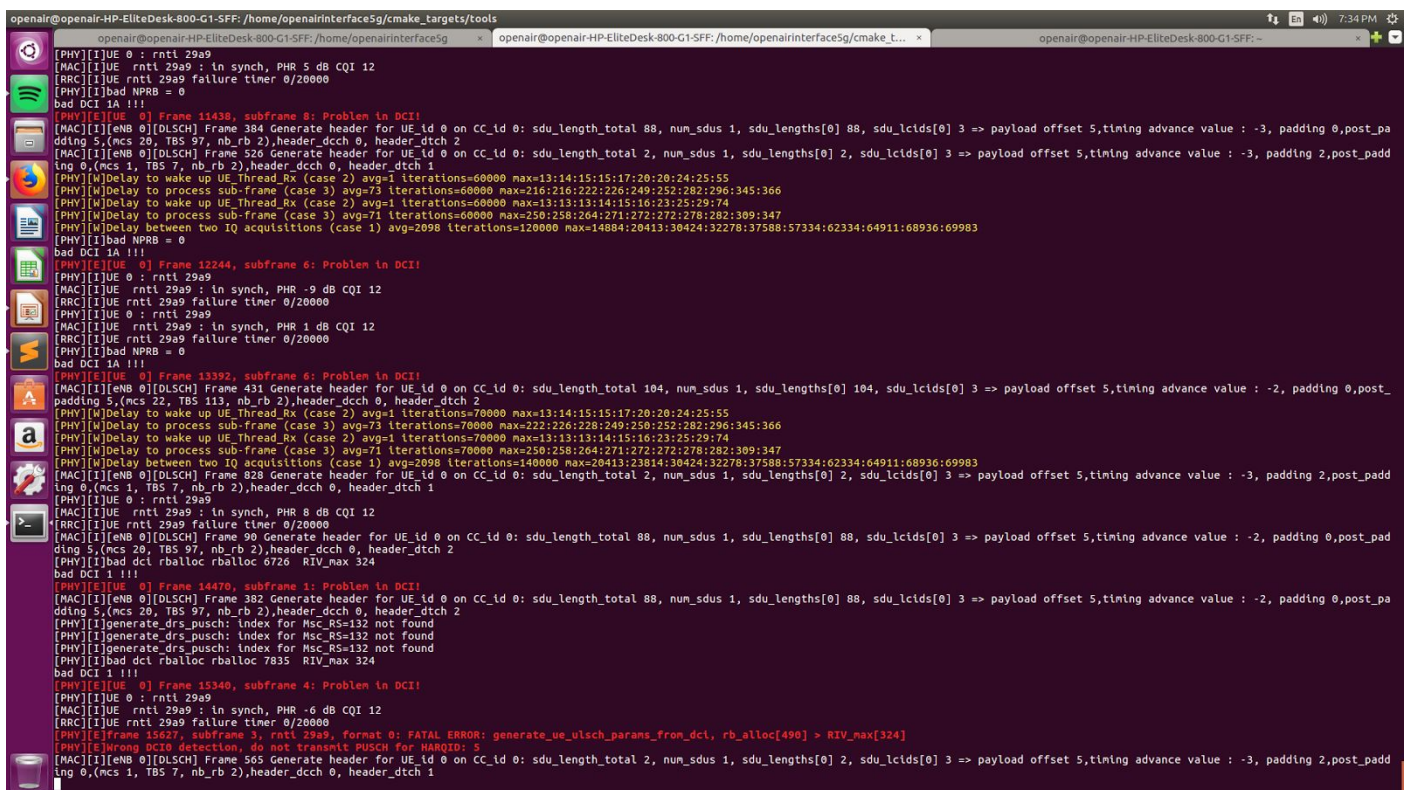 openair@openair-HP-EliteDesk-800-G1-SFF: /home/openairinterface5g/cmake_targets/tools
En 7:34 PM
openair@openair-HP-EliteDesk-800-G1-SFF: /home/openairinterface5g × openair@openair-HP-EliteDesk-800-G1-SFF: /home/openairinterface5g/cmake_t... × openair@openair-HP-EliteDesk-800-G1-SFF: ~ ×
[PHY][I]UE 0 : rnti 29a9
[MAC][I]UE  rnti 29a9 : in synch, PHR 5 dB CQI 12
[RRC][I]UE rnti 29a9 failure timer 0/20000
[PHY][I]bad NPRB = 0
bad DCI 1A !!!
[PHY][E][UE  0] Frame 11438, subframe 8: Problem in DCI!
[MAC][I][eNB 0][DLSCH] Frame 384 Generate header for UE_id 0 on CC_id 0: sdu_length_total 88, num_sdus 1, sdu_lengths[0] 88, sdu_lcids[0] 3 => payload offset 5,timing advance value : -3, padding 0,post_pa
dding 5,(mcs 20, TBS 97, nb_rb 2),header_dcch 0, header_dtch 2
[MAC][I][eNB 0][DLSCH] Frame 526 Generate header for UE_id 0 on CC_id 0: sdu_length_total 2, num_sdus 1, sdu_lengths[0] 2, sdu_lcids[0] 3 => payload offset 5,timing advance value : -3, padding 2,post_padd
ing 0,(mcs 1, TBS 7, nb_rb 2),header_dcch 0, header_dtch 1
[PHY][W]Delay to wake up UE_Thread_Rx (case 2) avg=1 iterations=60000 max=13:14:15:15:17:20:20:24:25:55
[PHY][W]Delay to process sub-frame (case 3) avg=73 iterations=60000 max=216:216:222:226:249:252:282:296:345:366
[PHY][W]Delay to wake up UE_Thread_Rx (case 2) avg=1 iterations=60000 max=13:13:13:14:15:16:23:25:29:74
[PHY][W]Delay to process sub-frame (case 3) avg=71 iterations=60000 max=250:258:264:271:272:272:278:282:309:347
[PHY][W]Delay between two IQ acquisitions (case 1) avg=2098 iterations=120000 max=14884:20413:30424:32278:37588:57334:62334:64911:68936:69983
[PHY][I]bad NPRB = 0
bad DCI 1A !!!
[PHY][E][UE  0] Frame 12244, subframe 6: Problem in DCI!
[PHY][I]UE 0 : rnti 29a9
[MAC][I]UE  rnti 29a9 : in synch, PHR -9 dB CQI 12
[RRC][I]UE rnti 29a9 failure timer 0/20000
[PHY][I]UE 0 : rnti 29a9
[MAC][I]UE  rnti 29a9 : in synch, PHR 1 dB CQI 12
[RRC][I]UE rnti 29a9 failure timer 0/20000
[PHY][I]bad NPRB = 0
bad DCI 1A !!!
[PHY][E][UE  0] Frame 13392, subframe 6: Problem in DCI!
[MAC][I][eNB 0][DLSCH] Frame 431 Generate header for UE_id 0 on CC_id 0: sdu_length_total 104, num_sdus 1, sdu_lengths[0] 104, sdu_lcids[0] 3 => payload offset 5,timing advance value : -2, padding 0,post_
padding 5,(mcs 22, TBS 113, nb_rb 2),header_dcch 0, header_dtch 2
[PHY][W]Delay to wake up UE_Thread_Rx (case 2) avg=1 iterations=70000 max=13:14:15:15:17:20:20:24:25:55
[PHY][W]Delay to process sub-frame (case 3) avg=73 iterations=70000 max=222:226:228:249:250:252:282:296:345:366
[PHY][W]Delay to wake up UE_Thread_Rx (case 2) avg=1 iterations=70000 max=13:13:13:14:15:16:23:25:29:74
[PHY][W]Delay to process sub-frame (case 3) avg=71 iterations=70000 max=250:258:264:271:272:272:278:282:309:347
[PHY][W]Delay between two IQ acquisitions (case 1) avg=2098 iterations=140000 max=20413:23814:30424:32278:37588:57334:62334:64911:68936:69983
[MAC][I][eNB 0][DLSCH] Frame 828 Generate header for UE_id 0 on CC_id 0: sdu_length_total 2, num_sdus 1, sdu_lengths[0] 2, sdu_lcids[0] 3 => payload offset 5,timing advance value : -3, padding 2,post_padd
ing 0,(mcs 1, TBS 7, nb_rb 2),header_dcch 0, header_dtch 1
[PHY][I]UE 0 : rnti 29a9
[MAC][I]UE  rnti 29a9 : in synch, PHR 8 dB CQI 12
[RRC][I]UE rnti 29a9 failure timer 0/20000
[MAC][I][eNB 0][DLSCH] Frame 90 Generate header for UE_id 0 on CC_id 0: sdu_length_total 88, num_sdus 1, sdu_lengths[0] 88, sdu_lcids[0] 3 => payload offset 5,timing advance value : -2, padding 0,post_pad
ding 5,(mcs 20, TBS 97, nb_rb 2),header_dcch 0, header_dtch 2
[PHY][I]bad dci rballoc rballoc 6726  RIV_max 324
bad DCI 1 !!!
[PHY][E][UE  0] Frame 14470, subframe 1: Problem in DCI!
[MAC][I][eNB 0][DLSCH] Frame 382 Generate header for UE_id 0 on CC_id 0: sdu_length_total 88, num_sdus 1, sdu_lengths[0] 88, sdu_lcids[0] 3 => payload offset 5,timing advance value : -2, padding 0,post_pa
dding 5,(mcs 20, TBS 97, nb_rb 2),header_dcch 0, header_dtch 2
[PHY][I]generate_drs_pusch: index for Msc_RS=132 not found
[PHY][I]generate_drs_pusch: index for Msc_RS=132 not found
[PHY][I]generate_drs_pusch: index for Msc_RS=132 not found
[PHY][I]bad dci rballoc rballoc 7835  RIV_max 324
bad DCI 1 !!!
[PHY][E][UE  0] Frame 15340, subframe 4: Problem in DCI!
[PHY][I]UE 0 : rnti 29a9
[MAC][I]UE  rnti 29a9 : in synch, PHR -6 dB CQI 12
[RRC][I]UE rnti 29a9 failure timer 0/20000
[PHY][E]frame 15627, subframe 3, rnti 29a9, format 0: FATAL ERROR: generate_ue_ulsch_params_from_dci, rb_alloc[490] > RIV_max[324]
[PHY][E]Wrong DCI0 detection, do not transmit PUSCH for HARQID: 5
[MAC][I][eNB 0][DLSCH] Frame 565 Generate header for UE_id 0 on CC_id 0: sdu_length_total 2, num_sdus 1, sdu_lengths[0] 2, sdu_lcids[0] 3 => payload offset 5,timing advance value : -3, padding 2,post_padd
ing 0,(mcs 1, TBS 7, nb_rb 2),header_dcch 0, header_dtch 1